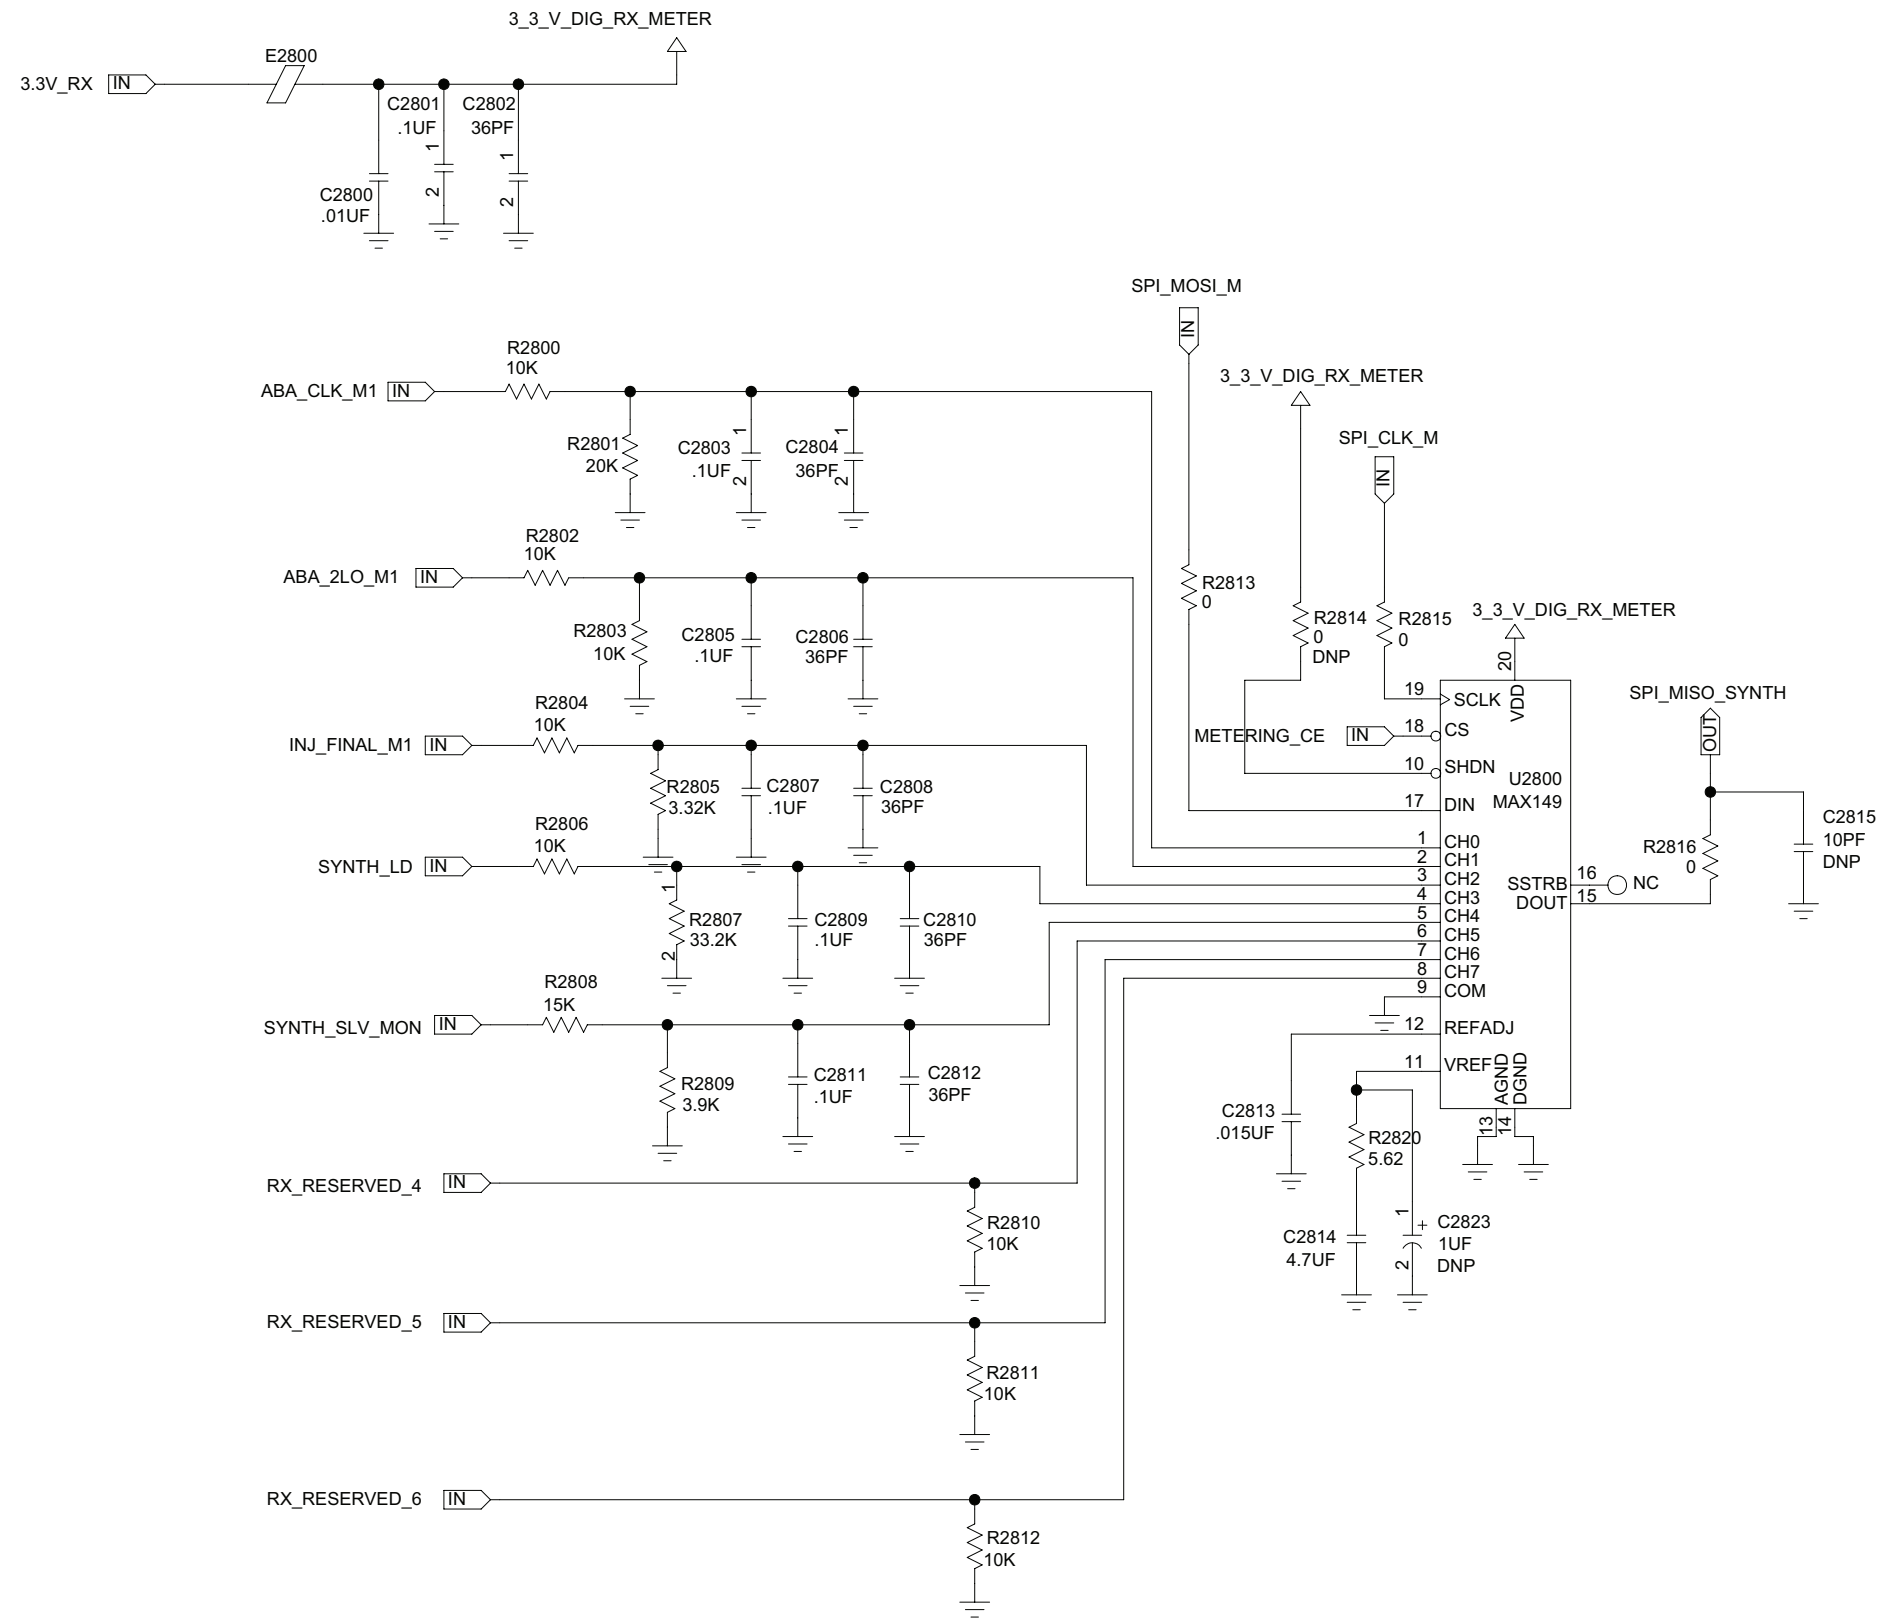 3_3_V_DIG_RX_METER
E2800
3.3V_RX
IN
C2801
.1UF
1
2
C2802
36PF
1
2
C2800
.01UF
SPI_MOSI_M
IN
R2800
10K
ABA_CLK_M1
IN
R2801
20K
C2803
.1UF
1
2
C2804
36PF
1
2
3_3_V_DIG_RX_METER
SPI_CLK_M
IN
R2802
10K
ABA_2LO_M1
IN
R2803
10K
C2805
.1UF
C2806
36PF
R2813
0
R2814
0
DNP
R2815
0
3_3_V_DIG_RX_METER
20
VDD
SPI_MISO_SYNTH
OUT
R2804
10K
INJ_FINAL_M1
IN
R2805
3.32K
C2807
.1UF
C2808
36PF
METERING_CE
IN
19
SCLK
18
CS
10
SHDN
17
DIN
U2800
MAX149
1
CH0
2
CH1
3
CH2
4
CH3
5
CH4
6
CH5
7
CH6
8
CH7
9
COM
12
REFADJ
11
VREF
SSTRB
16
NC
DOUT
15
AGND
DGND
13
14
R2816
0
C2815
10PF
DNP
R2806
10K
SYNTH_LD
IN
1
R2807
33.2K
2
C2809
.1UF
C2810
36PF
R2808
15K
SYNTH_SLV_MON
IN
R2809
3.9K
C2811
.1UF
C2812
36PF
C2813
.015UF
R2820
5.62
C2814
4.7UF
1
+
2
C2823
1UF
DNP
RX_RESERVED_4
IN
R2810
10K
RX_RESERVED_5
IN
R2811
10K
RX_RESERVED_6
IN
R2812
10K